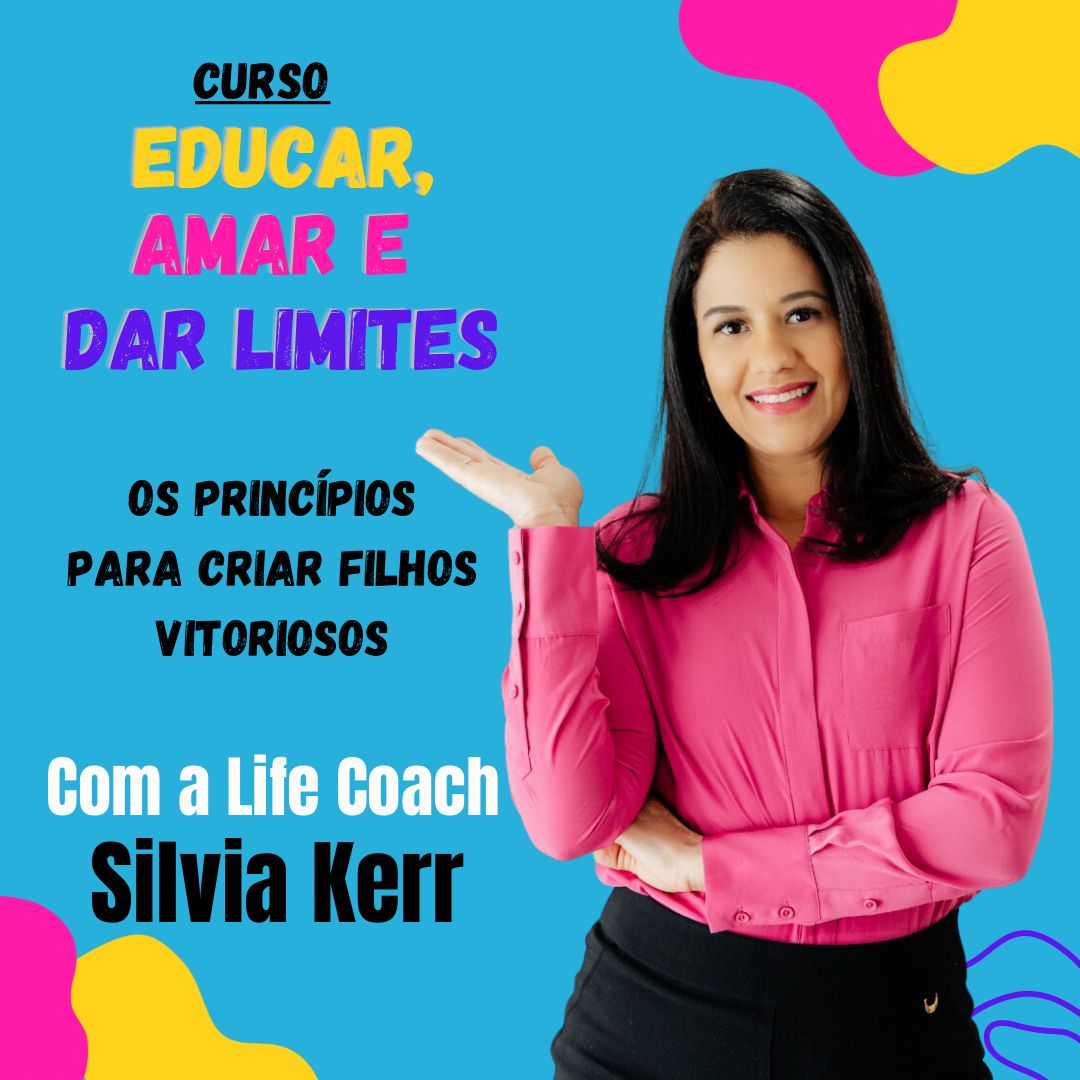 CURSO
EDUCAR,
AMAR E
DAR LIMITES
OS PRINCÍPIOS
PARA CRIAR FILHOS
VITORIOSOS
Com a Life Coach
Silvia Kerr